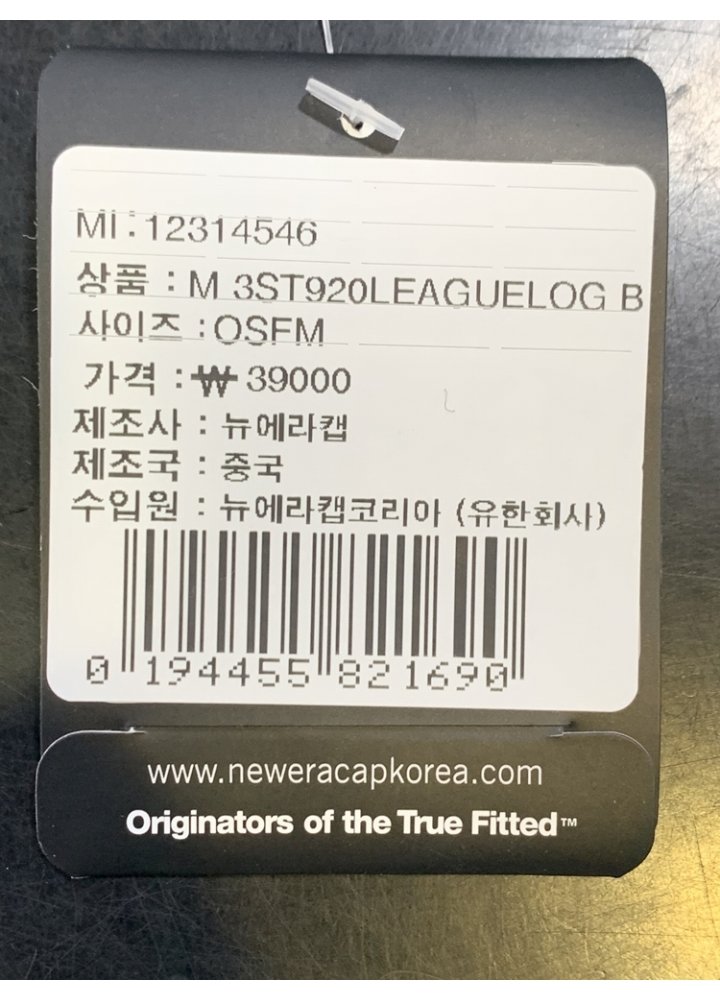 MI:12314546
상품 : M 3ST920LEAGUELOG B
사이즈 :OSFM
가격 :₩ 39000
제조사 : 뉴에라캡
제조국 : 중국
수입원 : 뉴에라캡코리아 (유한회사)
0 194455 821690
www.neweracapkorea.com
Originators of the True Fitted™